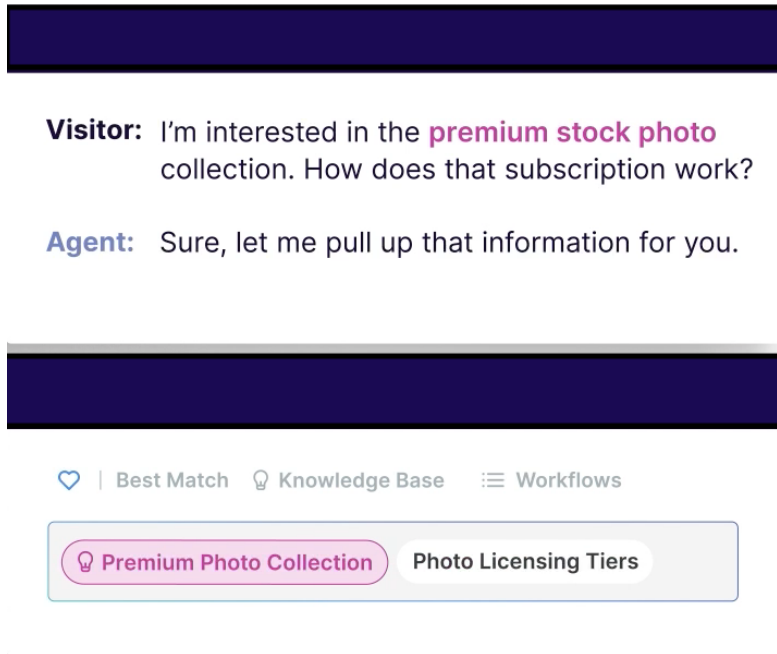 Visitor: I’m interested in the premium stock photo
collection. How does that subscription work?
Agent: Sure, let me pull up that information for you.
| Best Match Knowledge Base Workflows
Premium Photo Collection Photo Licensing Tiers